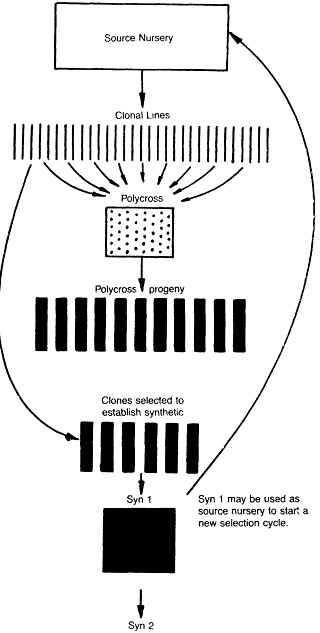 Source Nursery
Clonal Lines
Polycross
Polycross progeny
Clones selected to
establish synthetic
Syn 1
Syn 1 may be used as
source nursery to start a
new selection cycle.
Syn 2